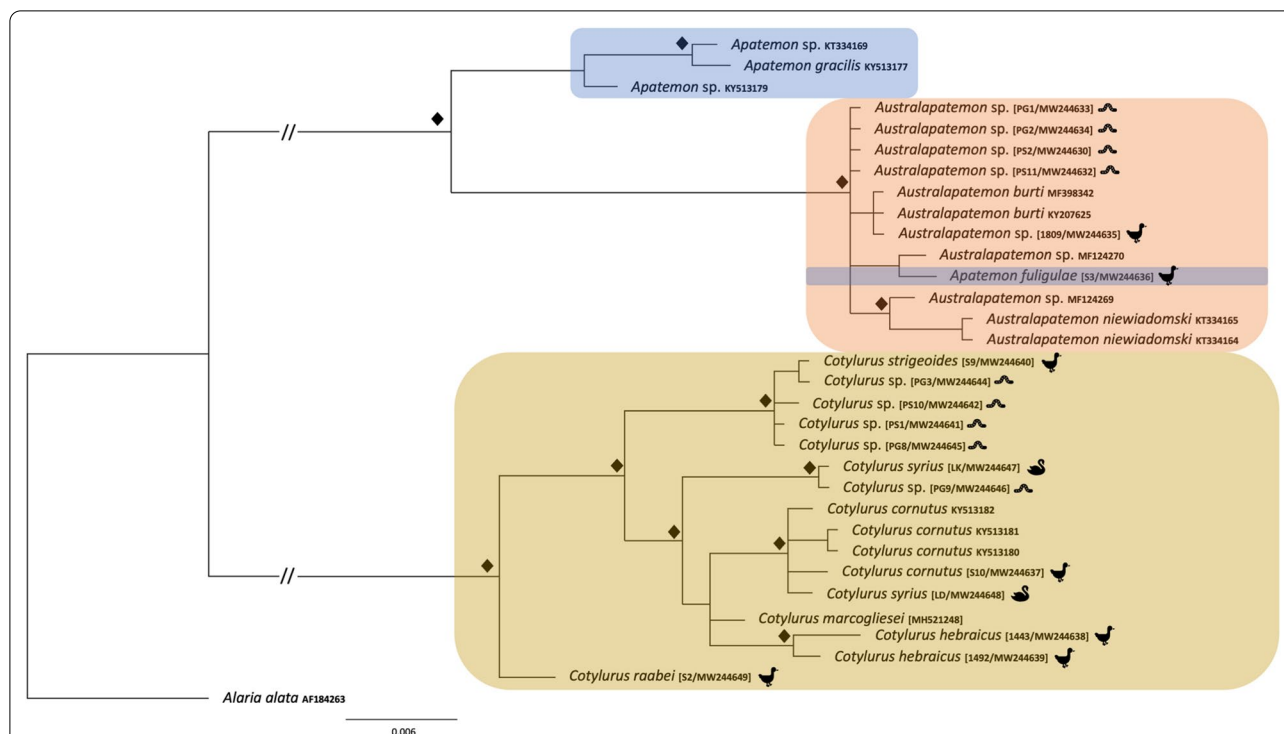 Apatemon sp. KT334169
Apatemon gracilis KY513177
Apatemon sp. KY513179
Australapatemon sp. [PG1/MW244633]
Australapatemon sp. [PG2/MW244634]
Australapatemon sp. [PS2/MW244630]
Australapatemon sp. [PS11/MW244632]
Australapatemon burti MF398342
Australapatemon burti KY207625
Australapatemon sp. [1809/MW244635]
Australapatemon sp. MF124270
Apatemon fuligulae [S3/MW244636]
Australapatemon sp. MF124269
Australapatemon niewiadomski KT334165
Australapatemon niewiadomski KT334164
Cotylurus strigeoides [S9/MW244640]
Cotylurus sp. [PG3/MW244644]
Cotylurus sp. [PS10/MW244642]
Cotylurus sp. [PS1/MW244641]
Cotylurus sp. [PG8/MW244645]
Cotylurus syrius [LK/MW244647]
Cotylurus sp. [PG9/MW244646]
Cotylurus cornutus KY513182
Cotylurus cornutus KY513181
Cotylurus cornutus KY513180
Cotylurus cornutus [S10/MW244637]
Cotylurus syrius [LD/MW244648]
Cotylurus marcogliesei [MH521248]
Cotylurus hebraicus [1443/MW244638]
Cotylurus hebraicus [1492/MW244639]
Cotylurus raabei [S2/MW244649]
Alaria alata AF184263
0.006